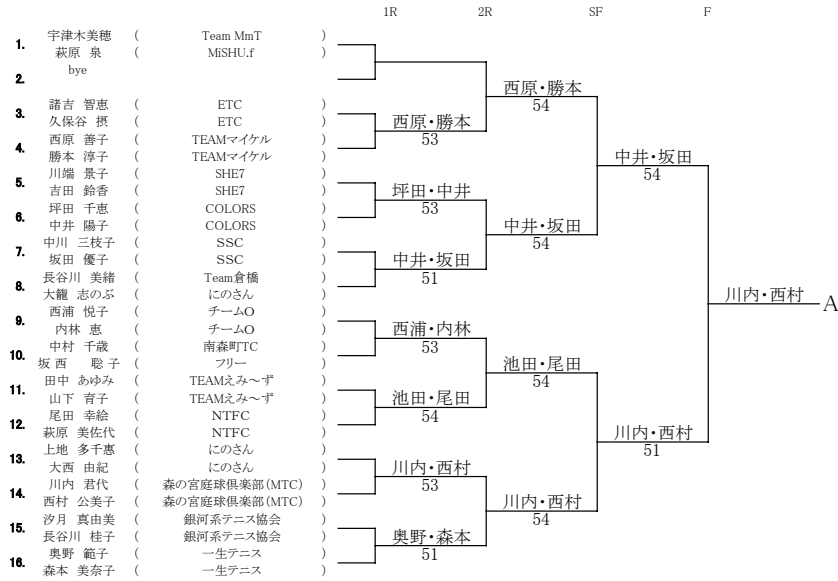 1R 2R SF F
1. 宇津木美穂 ( Team MmT )
萩原 泉 ( MiSHU.f )
2. bye
3. 諸吉 智恵 ( ETC )
久保谷 摂 ( ETC )
4. 西原 善子 ( TEAMマイケル )
勝本 淳子 ( TEAMマイケル )
5. 川端 景子 ( SHE7 )
吉田 鈴香 ( SHE7 )
6. 坪田 千恵 ( COLORS )
中井 陽子 ( COLORS )
7. 中川 三枝子 ( SSC )
坂田 優子 ( SSC )
8. 長谷川 美緒 ( Team倉橋 )
大籠 志のぶ ( にのさん )
9. 西浦 悦子 ( チームO )
内林 恵 ( チームO )
10. 中村 千歳 ( 南森町TC )
坂西 聡子 ( フリー )
11. 田中 あゆみ ( TEAMえみ～ず )
山下 育子 ( TEAMえみ～ず )
12. 尾田 幸絵 ( NTFC )
萩原 美佐代 ( NTFC )
13. 上地 多千惠 ( にのさん )
大西 由紀 ( にのさん )
14. 川内 君代 ( 森の宮庭球倶楽部(MTC) )
西村 公美子 ( 森の宮庭球倶楽部(MTC) )
15. 汐月 真由美 ( 銀河系テニス協会 )
長谷川 桂子 ( 銀河系テニス協会 )
16. 奥野 範子 ( 一生テニス )
森本 美奈子 ( 一生テニス )
西原・勝本
53
坪田・中井
53
中井・坂田
51
西浦・内林
53
池田・尾田
54
川内・西村
53
奥野・森本
51
西原・勝本
54
中井・坂田
54
池田・尾田
54
川内・西村
54
中井・坂田
54
川内・西村
51
川内・西村
A